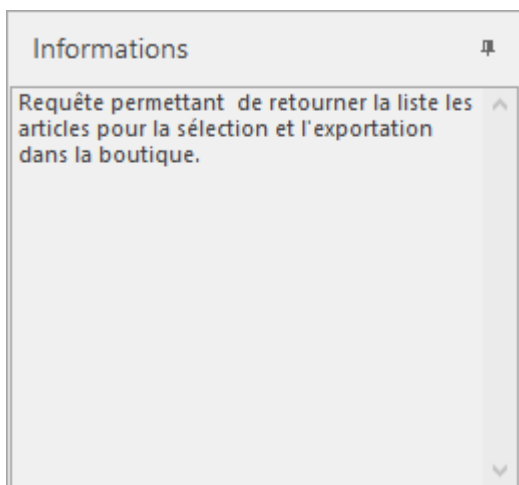 Informations
Requête permettant  de retourner la liste les
articles pour la sélection et l'exportation
dans la boutique.